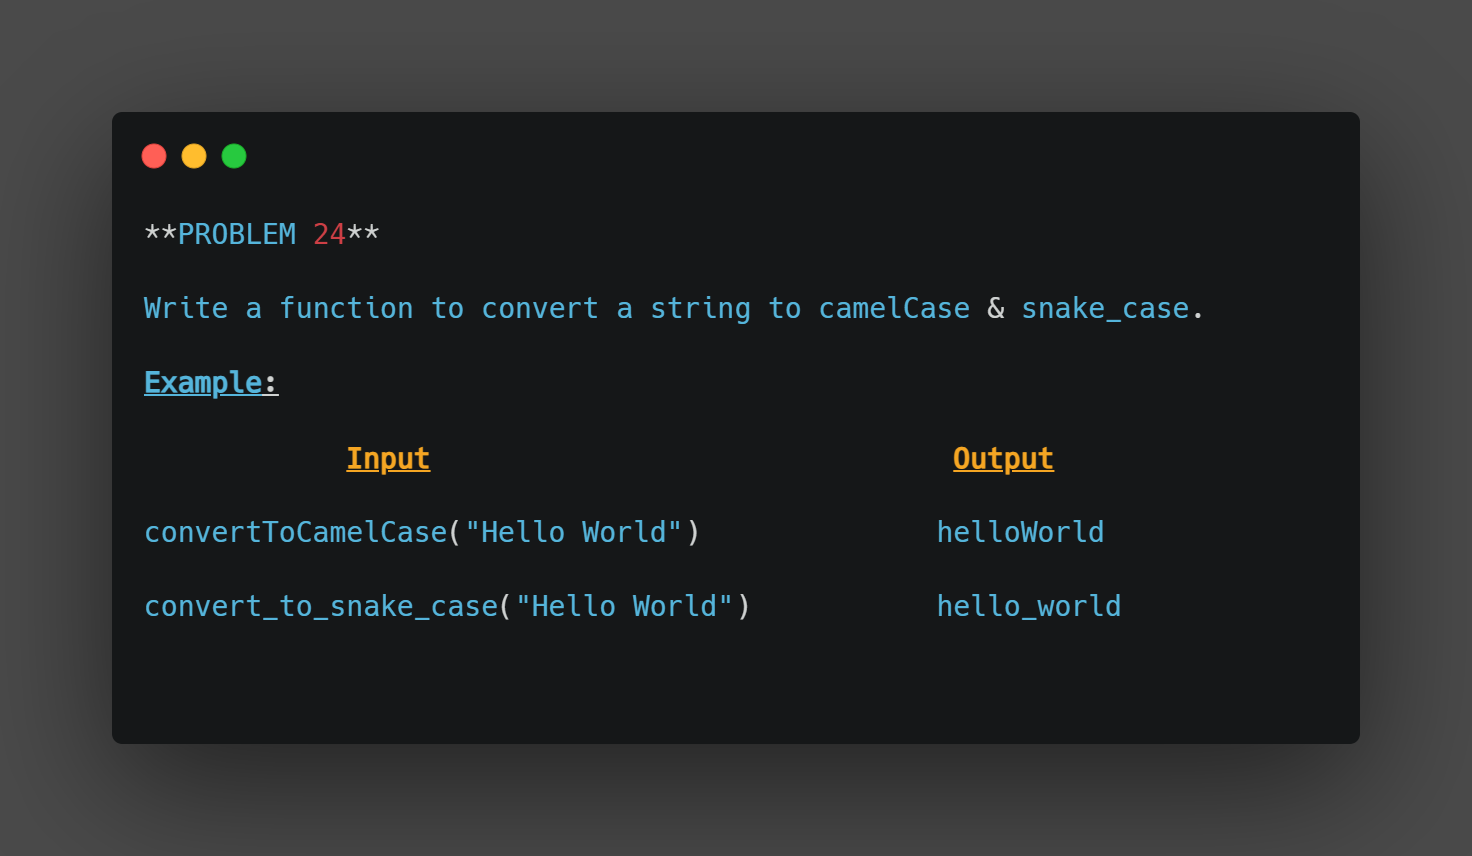 **PROBLEM 24**
Write a function to convert a string to camelCase & snake_case.
Example:
Input Output
convertToCamelCase("Hello World") helloWorld
convert_to_snake_case("Hello World") hello_world